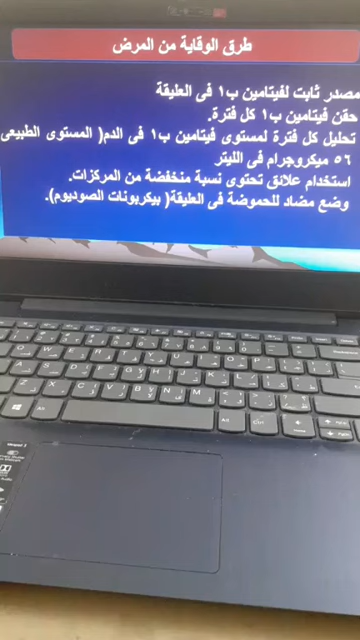 طرق الوقاية من المرض
مصدر ثابت لفيتامين ب١ فى العليقة
حقن فيتامين ب١ كل فترة.
تحليل كل فترة لمستوى فيتامين ب١ فى الدم( المستوى الطبيعى
٥٦ ميكروجرام فى الليتر
استخدام علائق تحتوى نسبة منخفضة من المركزات.
وضع مضاد للحموضة فى العليقة( بيكربونات الصوديوم).